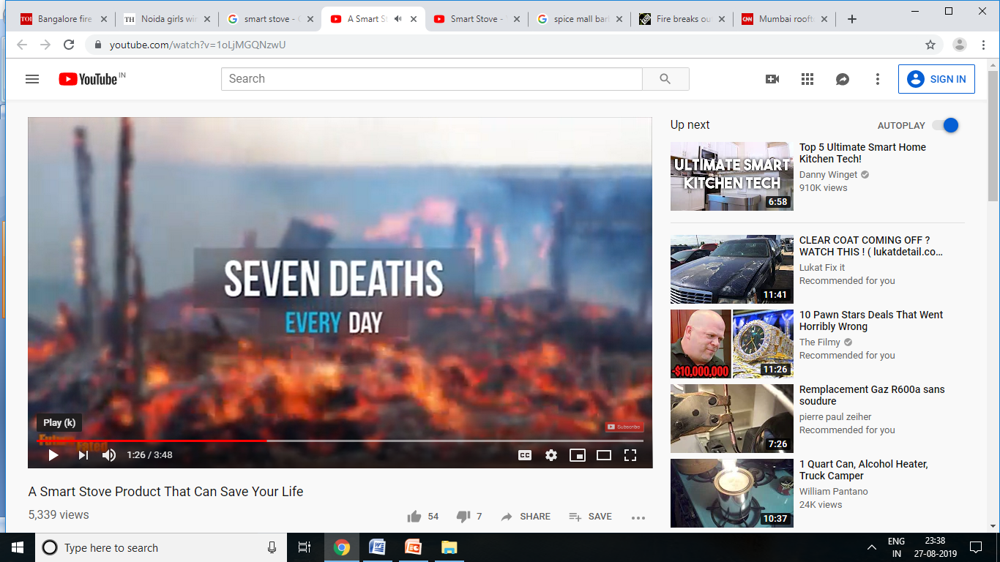 TOI Bangalore fire
TH Noida girls wi
smart stove -
A Smart S
Smart Stove -
spice mall bar
Fire breaks ou
CNN Mumbai roofto
youtube.com/watch?v=1oLjMGQNzwU
YouTube IN
Search
SIGN IN
SEVEN DEATHS
EVERY DAY
Subscribe
Play (k)
1:26 / 3:48
CC
A Smart Stove Product That Can Save Your Life
5,339 views
54
7
SHARE
SAVE
Up next
AUTOPLAY
ULTIMATE SMART
KITCHEN TECH
6:58
Top 5 Ultimate Smart Home
Kitchen Tech!
Danny Winget
910K views
11:41
CLEAR COAT COMING OFF ?
WATCH THIS ! ( lukatdetail.co...
Lukat Fix it
Recommended for you
-$10,000,000
11:26
10 Pawn Stars Deals That Went
Horribly Wrong
The Filmy
Recommended for you
7:26
Remplacement Gaz R600a sans
soudure
pierre paul zeiher
Recommended for you
10:37
1 Quart Can, Alcohol Heater,
Truck Camper
William Pantano
24K views
Type here to search
ENG
IN
23:38
27-08-2019